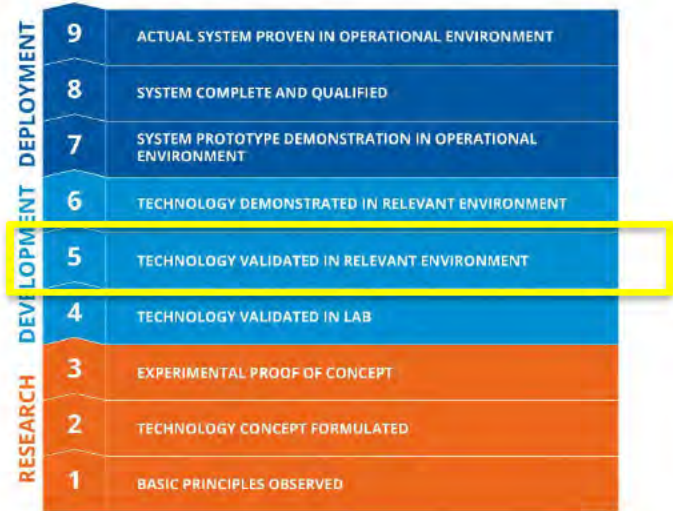 DEPLOYMENT
9
ACTUAL SYSTEM PROVEN IN OPERATIONAL ENVIRONMENT
8
SYSTEM COMPLETE AND QUALIFIED
7
SYSTEM PROTOTYPE DEMONSTRATION IN OPERATIONAL
ENVIRONMENT
DEVELOPMENT
6
TECHNOLOGY DEMONSTRATED IN RELEVANT ENVIRONMENT
5
TECHNOLOGY VALIDATED IN RELEVANT ENVIRONMENT
4
TECHNOLOGY VALIDATED IN LAB
RESEARCH
3
EXPERIMENTAL PROOF OF CONCEPT
2
TECHNOLOGY CONCEPT FORMULATED
1
BASIC PRINCIPLES OBSERVED